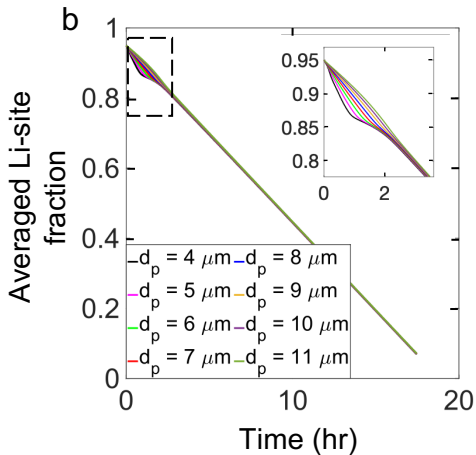 b
Averaged Li-site
fraction
1
0.8
0.6
0.4
0.2
0
0.95
0.9
0.85
0.8
0 2
d_p = 4 μm d_p = 8 μm
d_p = 5 μm d_p = 9 μm
d_p = 6 μm d_p = 10 μm
d_p = 7 μm d_p = 11 μm
0 10 20
Time (hr)